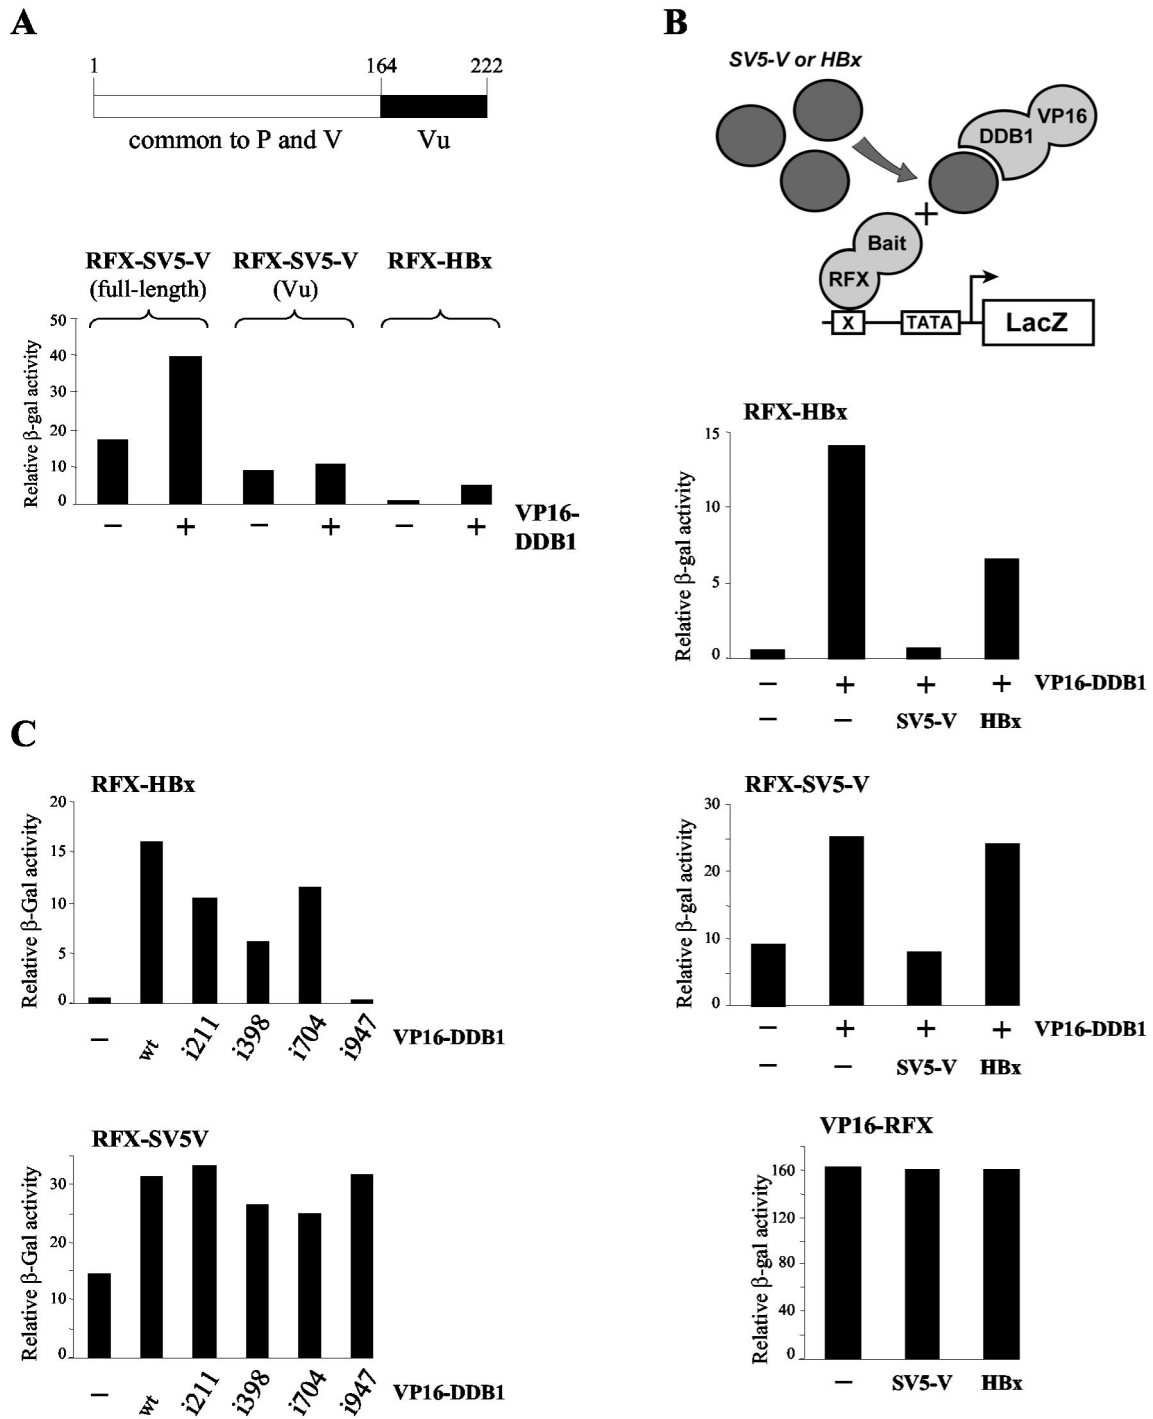 A
1 164 222
common to P and V Vu
RFX-SV5-V RFX-SV5-V RFX-HBx
(full-length) (Vu)
Relative β-gal activity
50
40
30
20
10
0
− + − + − +
VP16-
DDB1
B
SV5-V or HBx
VP16
DDB1
+
Bait
RFX
X TATA LacZ
RFX-HBx
Relative β-gal activity
15
10
5
0
− + + + VP16-DDB1
− − SV5-V HBx
RFX-SV5-V
Relative β-gal activity
30
20
10
0
− + + + VP16-DDB1
− − SV5-V HBx
VP16-RFX
Relative β-gal activity
160
120
80
40
0
− SV5-V HBx
C
RFX-HBx
Relative β-Gal activity
20
15
10
5
0
− wt i211 i398 i704 i947 VP16-DDB1
RFX-SV5V
Relative β-Gal activity
30
20
10
0
− wt i211 i398 i704 i947 VP16-DDB1